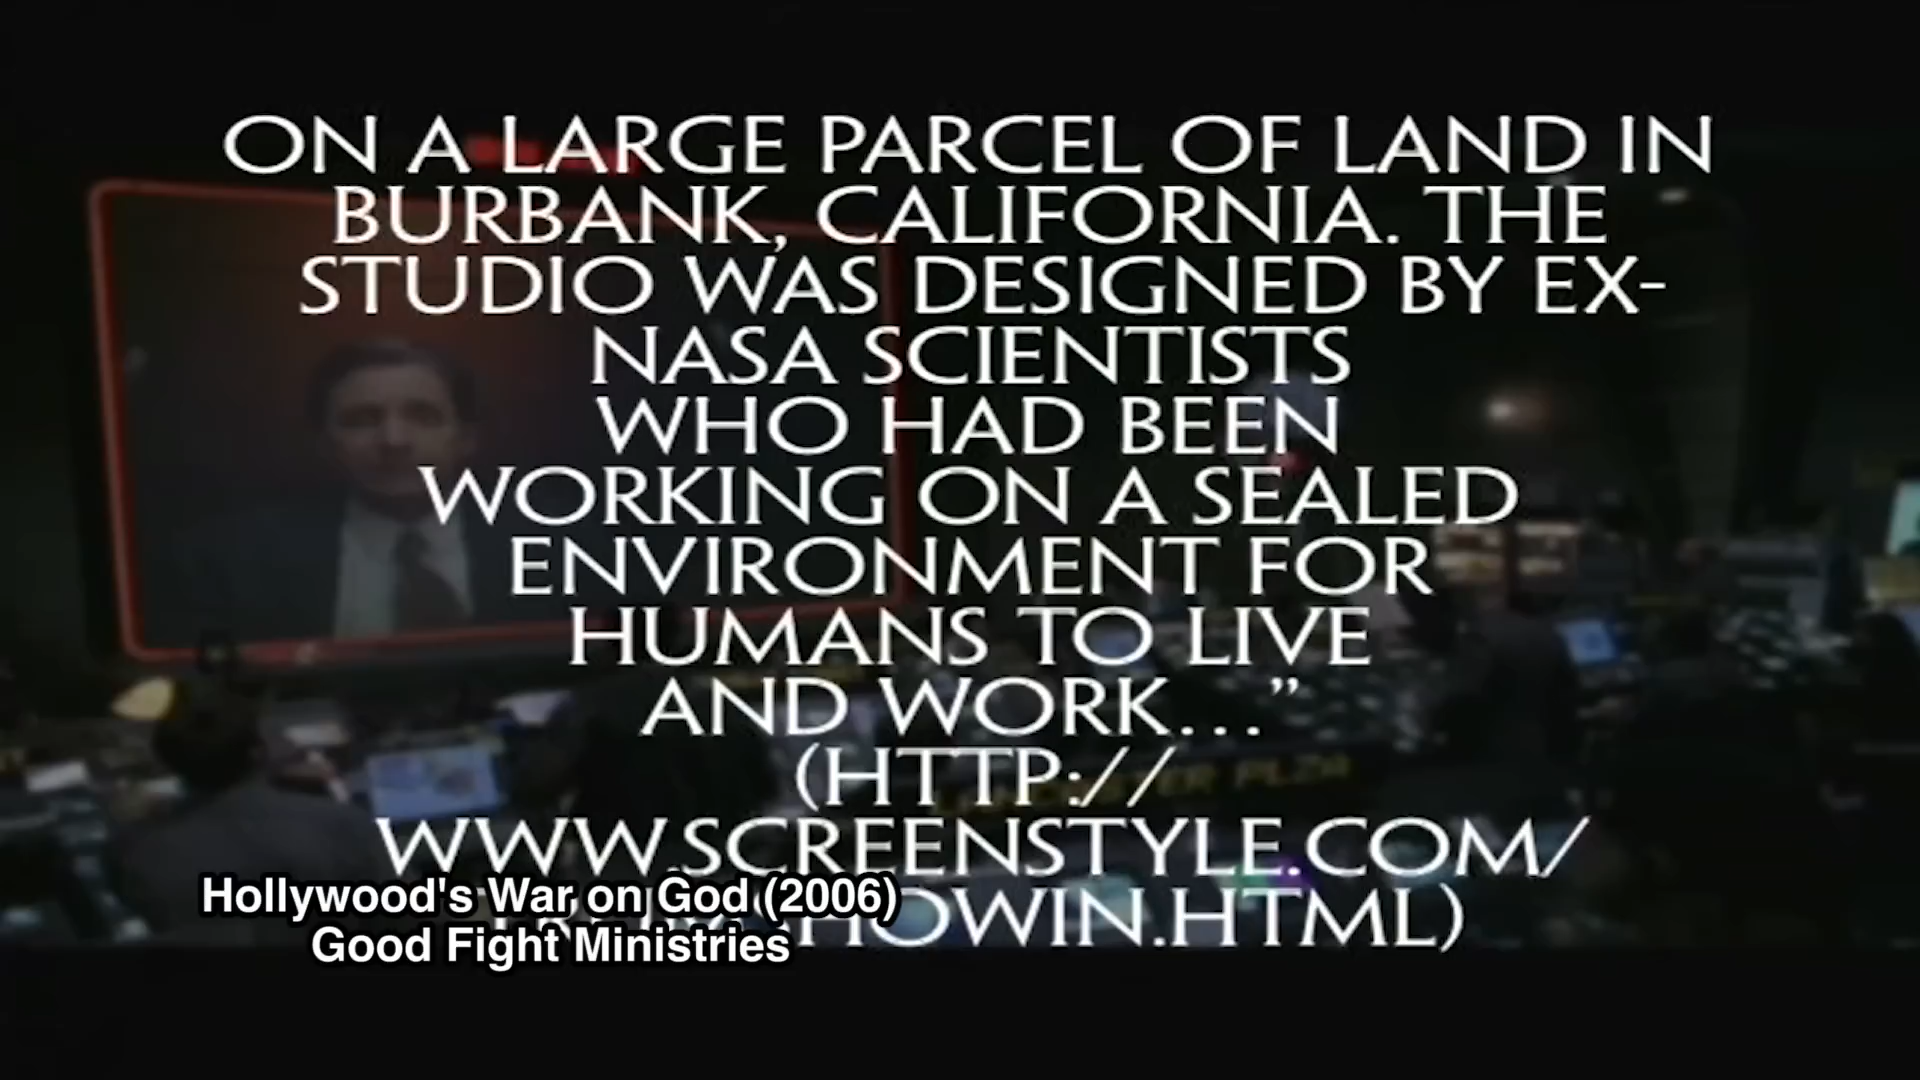 ON A LARGE PARCEL OF LAND IN
BURBANK, CALIFORNIA. THE
STUDIO WAS DESIGNED BY EX-
NASA SCIENTISTS
WHO HAD BEEN
WORKING ON A SEALED
ENVIRONMENT FOR
HUMANS TO LIVE
AND WORK…”
(HTTP://
WWW.SCREENSTYLE.COM/
Hollywood's War on God (2006)
Good Fight Ministries